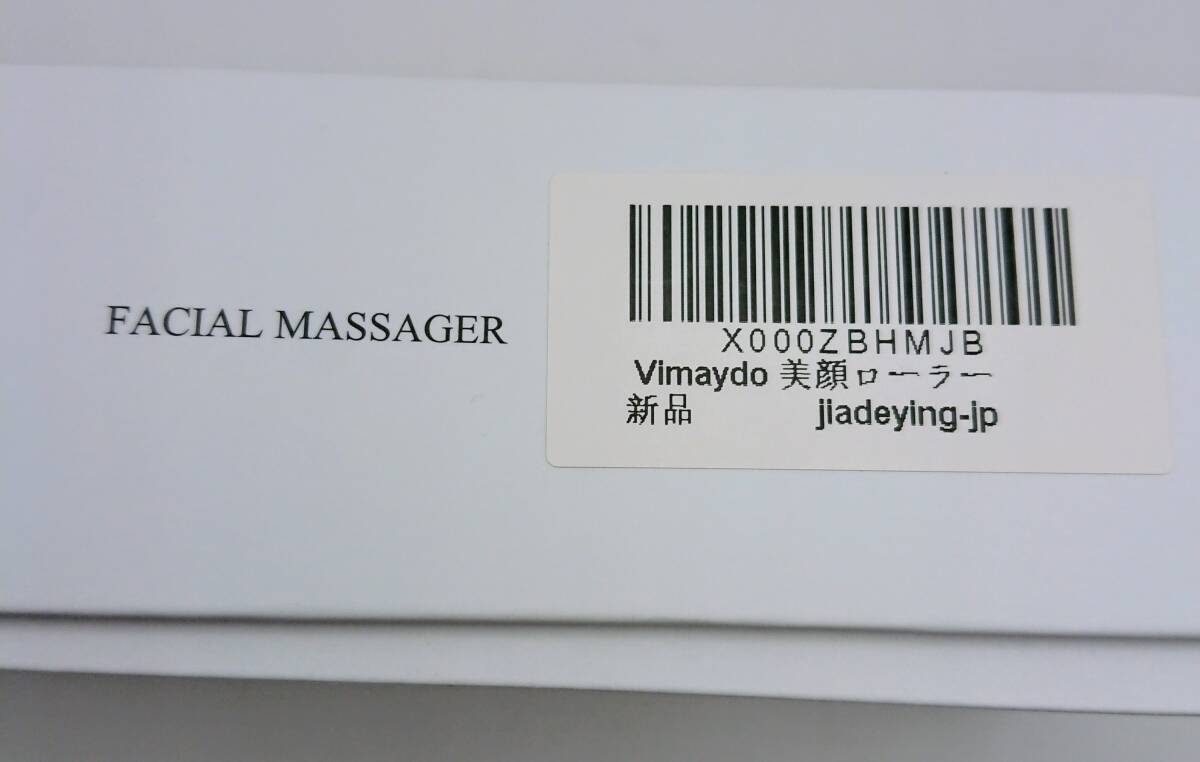 FACIAL MASSAGER
X000ZBHMJB
Vimaydo 美顔ローラー
新品 jiadeying-jp